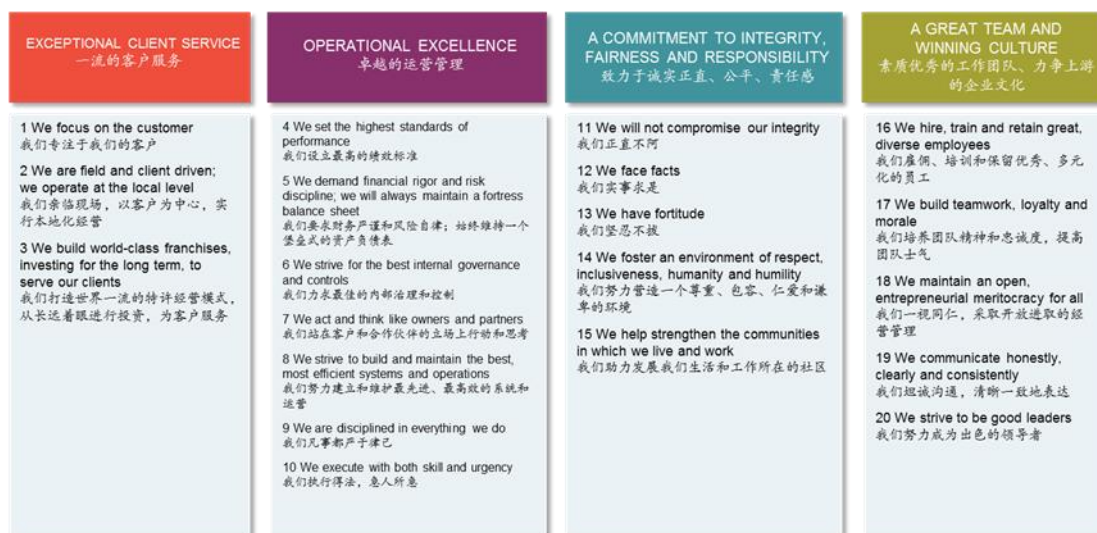 EXCEPTIONAL CLIENT SERVICE
一流的客户服务
1 We focus on the customer
我们专注于我们的客户
2 We are field and client driven;
we operate at the local level
我们亲临现场，以客户为中心，实
行本地化经营
3 We build world-class franchises,
investing for the long term, to
serve our clients
我们打造世界一流的特许经营模式，
从长远着眼进行投资，为客户服务
OPERATIONAL EXCELLENCE
卓越的运营管理
4 We set the highest standards of
performance
我们设立最高的绩效标准
5 We demand financial rigor and risk
discipline; we will always maintain a fortress
balance sheet
我们要求财务严谨和风险自律；始终维持一个
堡垒式的资产负债表
6 We strive for the best internal governance
and controls
我们力求最佳的内部治理和控制
7 We act and think like owners and partners
我们站在客户和合作伙伴的立场上行动和思考
8 We strive to build and maintain the best,
most efficient systems and operations
我们努力建立和维护最先进、最高效的系统和
运营
9 We are disciplined in everything we do
我们凡事都严于律己
10 We execute with both skill and urgency
我们执行得法，急人所急
A COMMITMENT TO INTEGRITY,
FAIRNESS AND RESPONSIBILITY
致力于诚实正直、公平、责任感
11 We will not compromise our integrity
我们正直不阿
12 We face facts
我们实事求是
13 We have fortitude
我们坚忍不拔
14 We foster an environment of respect,
inclusiveness, humanity and humility
我们努力营造一个尊重、包容、仁爱和谦
卑的环境
15 We help strengthen the communities
in which we live and work
我们助力发展我们生活和工作所在的社区
A GREAT TEAM AND
WINNING CULTURE
素质优秀的工作团队、力争上游
的企业文化
16 We hire, train and retain great,
diverse employees
我们雇佣、培训和保留优秀、多元
化的员工
17 We build teamwork, loyalty and
morale
我们培养团队精神和忠诚度，提高
团队士气
18 We maintain an open,
entrepreneurial meritocracy for all
我们一视同仁，采取开放进取的经
营管理
19 We communicate honestly,
clearly and consistently
我们坦诚沟通，清晰一致地表达
20 We strive to be good leaders
我们努力成为出色的领导者